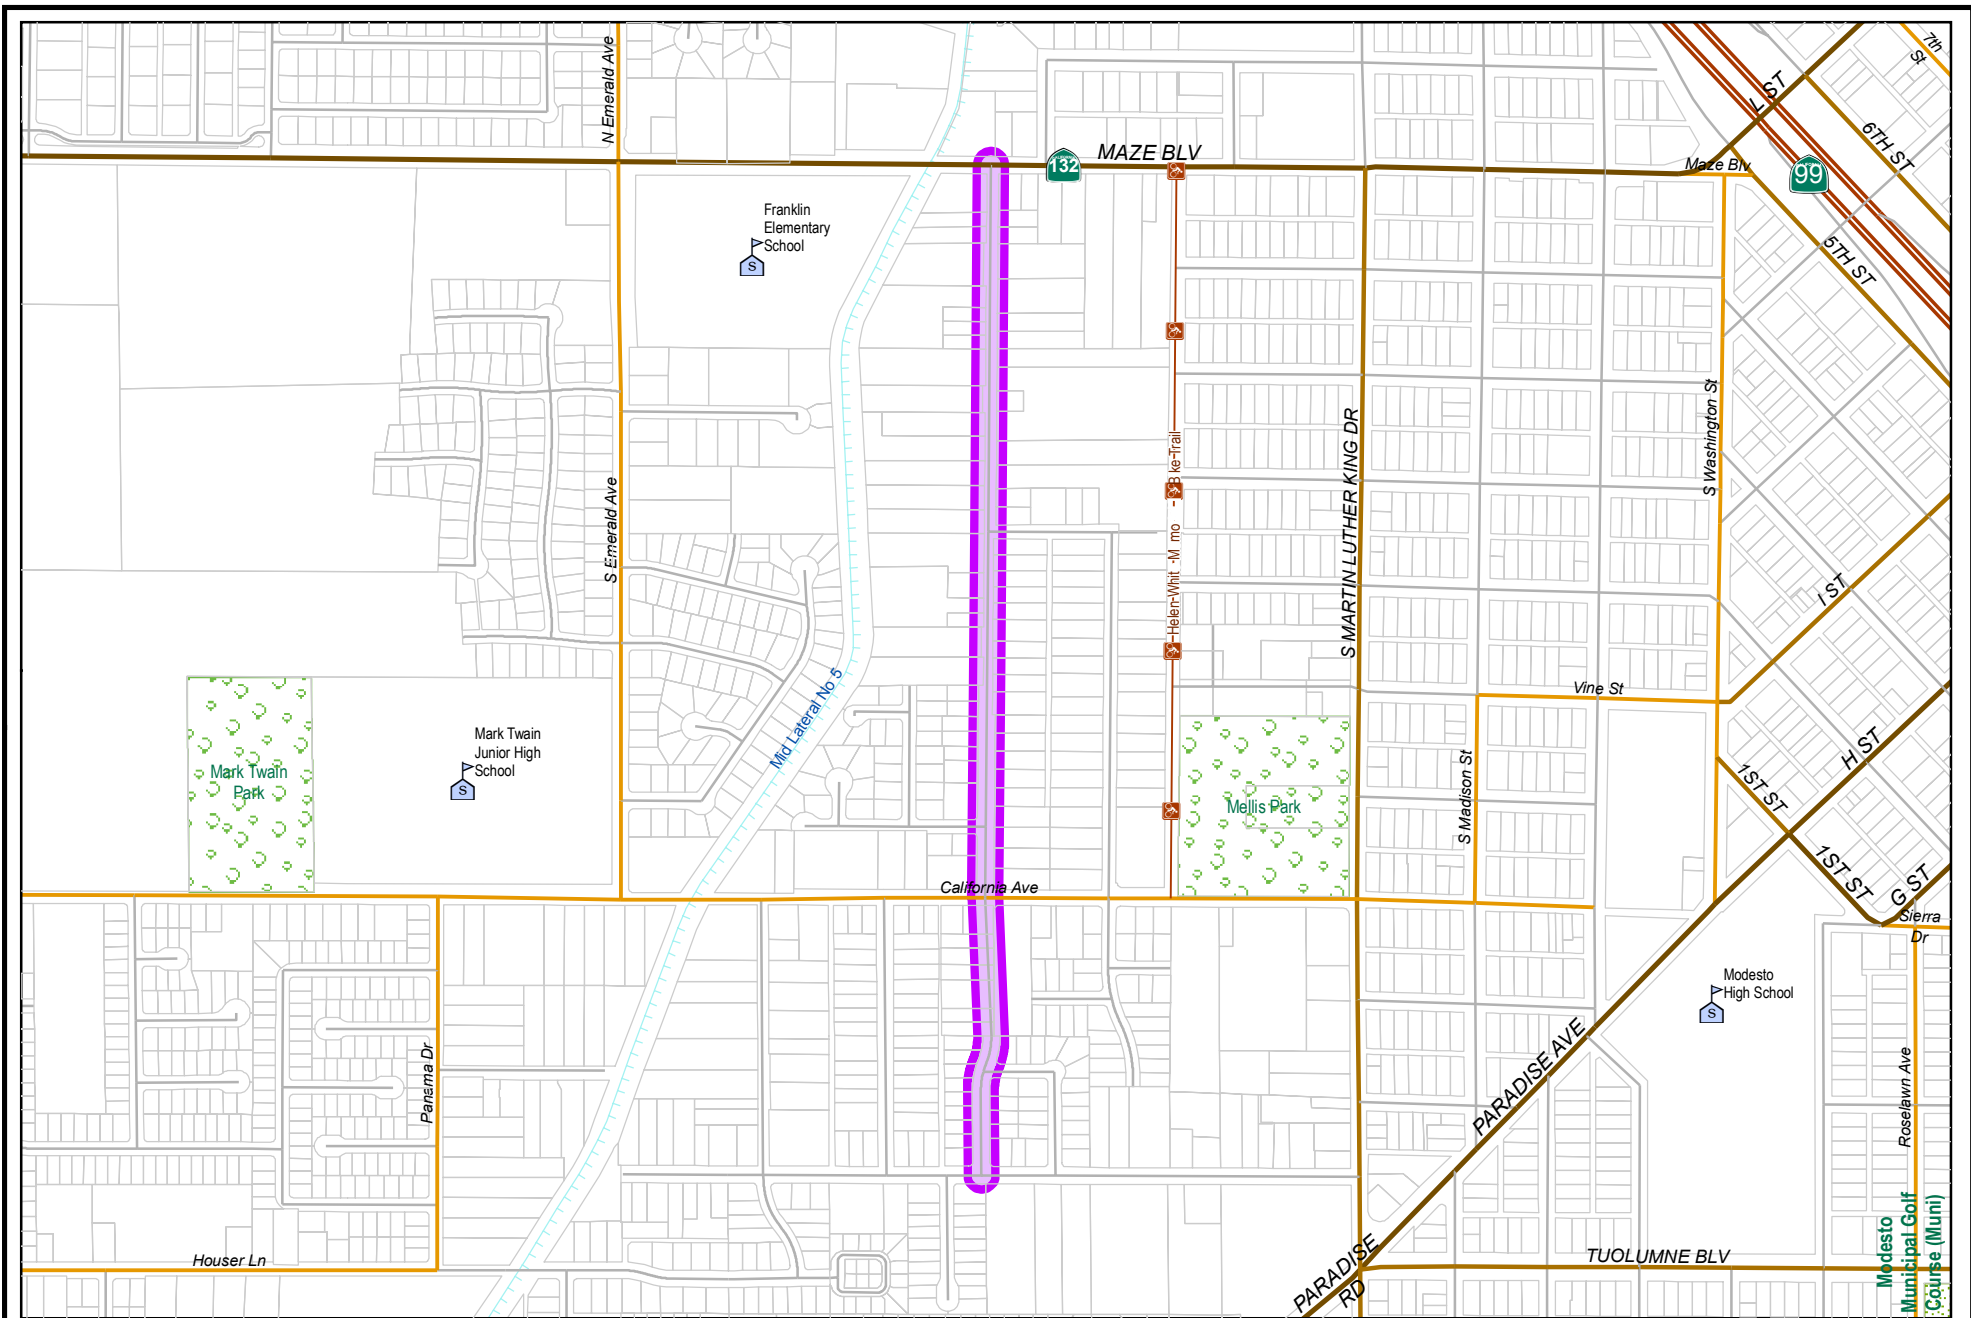 7th
St
N Emerald Ave
L ST
6TH ST
MAZE BLV
132
Maze Blv
99
Franklin
Elementary
School
S
5TH ST
S Washington St
S MARTIN LUTHER KING DR
S Emerald Ave
Helen-Whit
I ST
Mid Lateral No 5
Vine St
Mark Twain
Junior High
School
S
Mark Twain
Park
Mellis Park
S Madison St
H ST
1ST ST
1ST ST
G ST
California Ave
Sierra
Dr
Modesto
High School
S
PARADISE AVE
Panama Dr
Roselawn Ave
Houser Ln
PARADISE
RD
TUOLUMNE BLV
Modesto
Municipal Golf
Course (Muni)